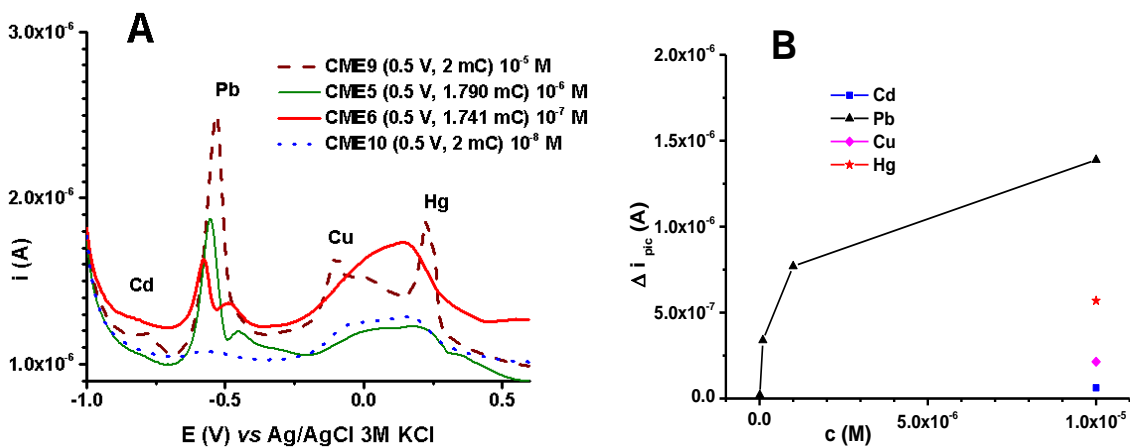 A
3.0x10⁻⁶
2.0x10⁻⁶
1.0x10⁻⁶
i (A)
CME9 (0.5 V, 2 mC) 10⁻⁵ M
CME5 (0.5 V, 1.790 mC) 10⁻⁶ M
CME6 (0.5 V, 1.741 mC) 10⁻⁷ M
CME10 (0.5 V, 2 mC) 10⁻⁸ M
Pb
Hg
Cu
Cd
-1.0 -0.5 0.0 0.5
E (V) vs Ag/AgCl 3M KCl
B
2.0x10⁻⁶
1.5x10⁻⁶
1.0x10⁻⁶
5.0x10⁻⁷
0.0
Δ i pic (A)
Cd
Pb
Cu
Hg
0.0 5.0x10⁻⁶ 1.0x10⁻⁵
c (M)